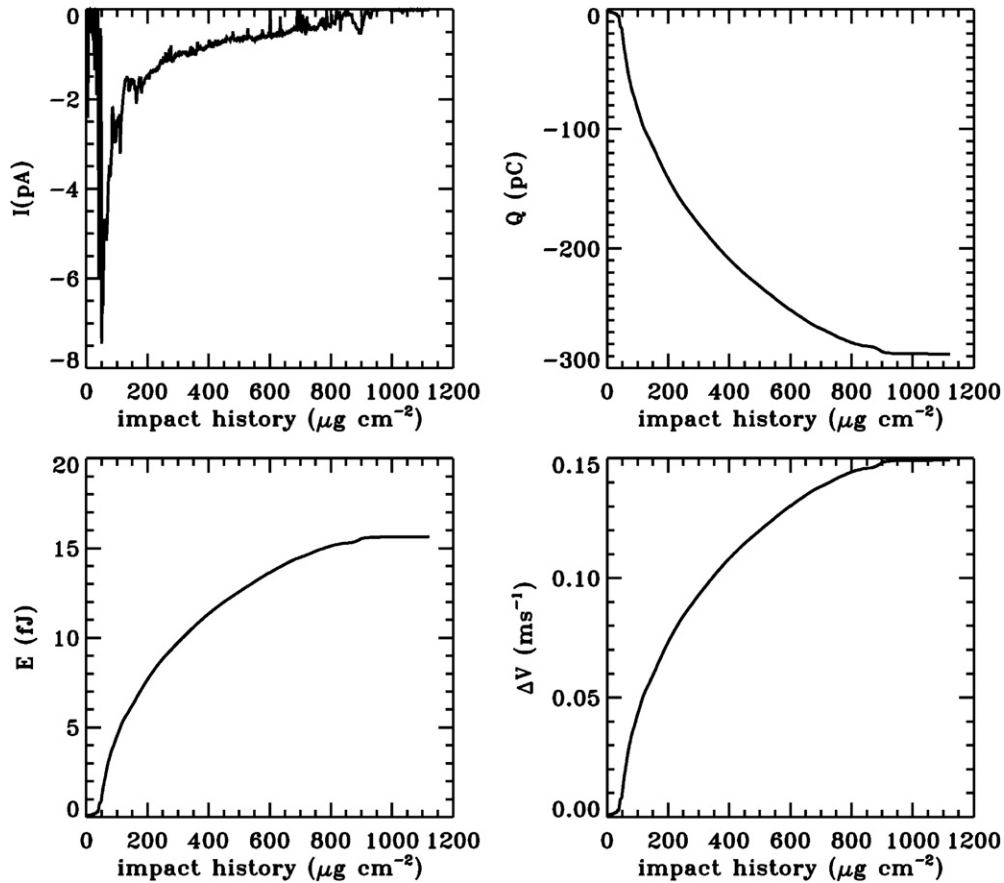 I(pA)
0
−2
−4
−6
−8
0 200 400 600 800 1000 1200
impact history (μg cm⁻²)
Q (pC)
0
−100
−200
−300
0 200 400 600 800 1000 1200
impact history (μg cm⁻²)
E (fJ)
20
15
10
5
0
0 200 400 600 800 1000 1200
impact history (μg cm⁻²)
ΔV (ms⁻¹)
0.15
0.10
0.05
0.00
0 200 400 600 800 1000 1200
impact history (μg cm⁻²)